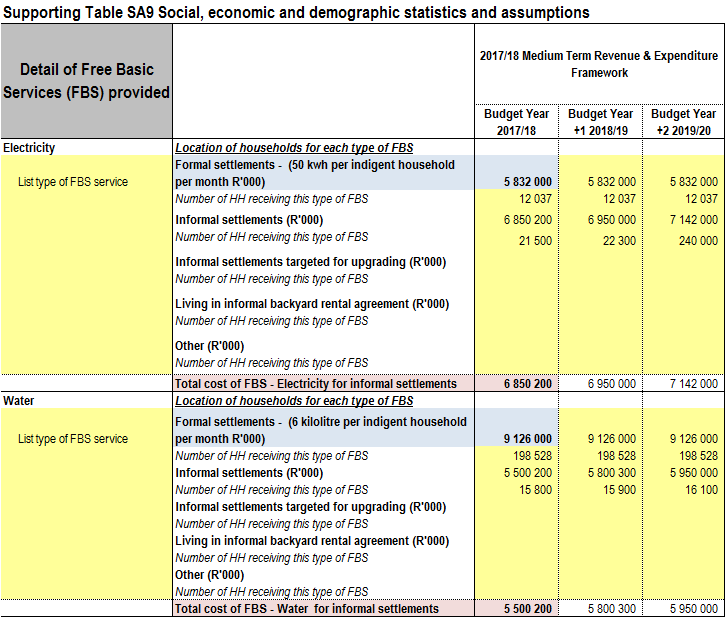 Supporting Table SA9 Social, economic and demographic statistics and assumptions
Detail of Free Basic
Services (FBS) provided
2017/18 Medium Term Revenue & Expenditure
Framework
Budget Year
2017/18
Budget Year
+1 2018/19
Budget Year
+2 2019/20
Electricity
Location of households for each type of FBS
List type of FBS service
Formal settlements - (50 kwh per indigent household
per month R'000) 5 832 000 5 832 000 5 832 000
Number of HH receiving this type of FBS 12 037 12 037 12 037
Informal settlements (R'000) 6 850 200 6 950 000 7 142 000
Number of HH receiving this type of FBS 21 500 22 300 240 000
Informal settlements targeted for upgrading (R'000)
Number of HH receiving this type of FBS
Living in informal backyard rental agreement (R'000)
Number of HH receiving this type of FBS
Other (R'000)
Number of HH receiving this type of FBS
Total cost of FBS - Electricity for informal settlements 6 850 200 6 950 000 7 142 000
Water
Location of households for each type of FBS
List type of FBS service
Formal settlements - (6 kilolitre per indigent household
per month R'000) 9 126 000 9 126 000 9 126 000
Number of HH receiving this type of FBS 198 528 198 528 198 528
Informal settlements (R'000) 5 500 200 5 800 300 5 950 000
Number of HH receiving this type of FBS 15 800 15 900 16 100
Informal settlements targeted for upgrading (R'000)
Number of HH receiving this type of FBS
Living in informal backyard rental agreement (R'000)
Number of HH receiving this type of FBS
Other (R'000)
Number of HH receiving this type of FBS
Total cost of FBS - Water for informal settlements 5 500 200 5 800 300 5 950 000